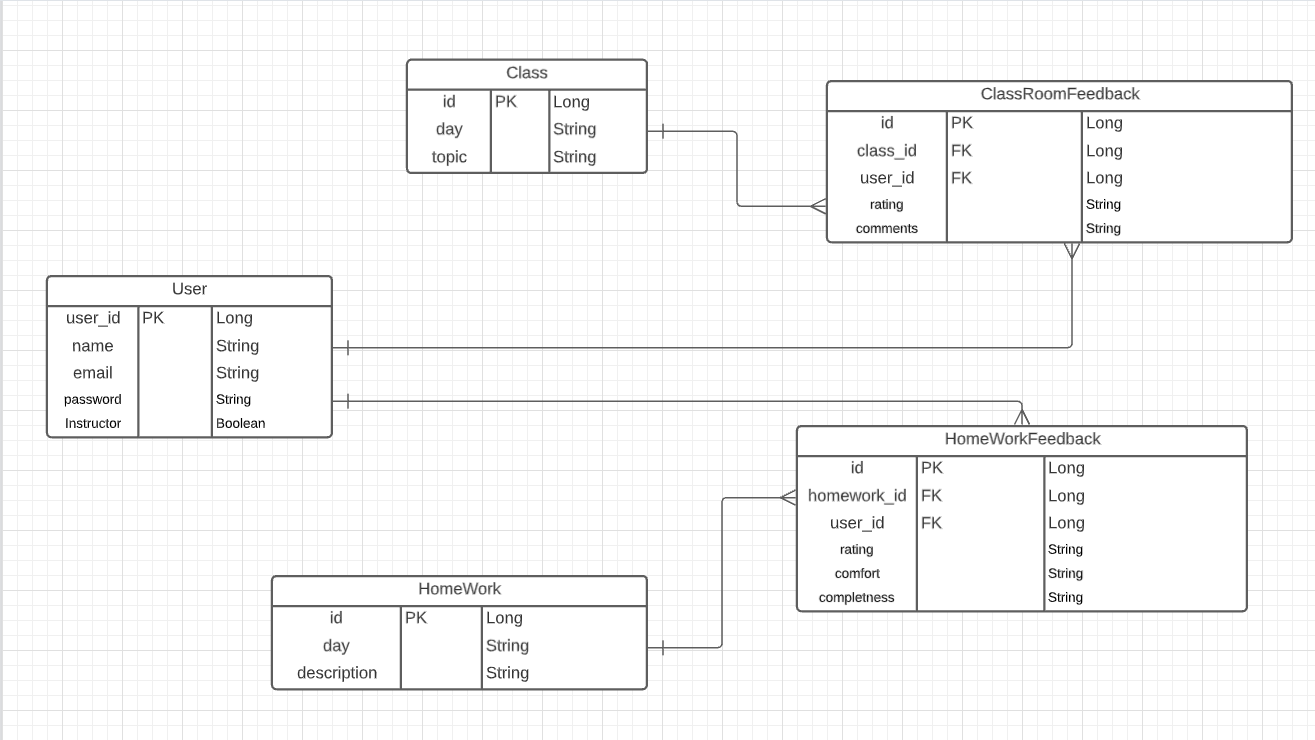 Class
id PK Long
day String
topic String
ClassRoomFeedback
id PK Long
class_id FK Long
user_id FK Long
rating String
comments String
User
user_id PK Long
name String
email String
password String
Instructor Boolean
HomeWorkFeedback
id PK Long
homework_id FK Long
user_id FK Long
rating String
comfort String
completness String
HomeWork
id PK Long
day String
description String